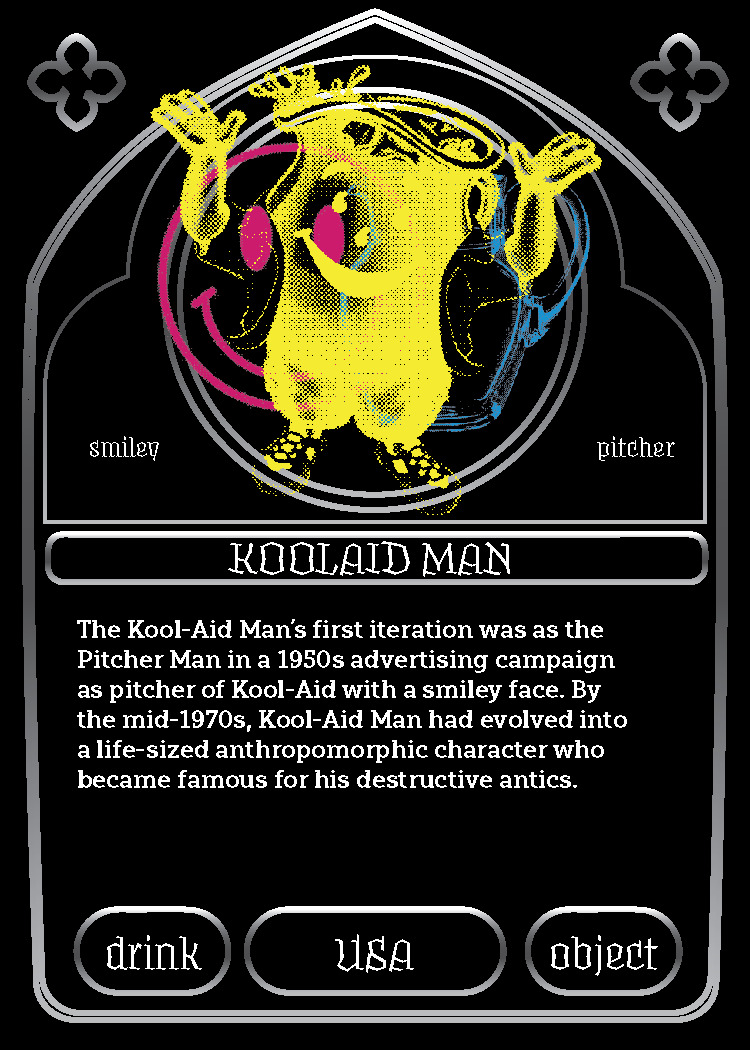 smiley
pitcher
KOOLAID MAN
The Kool-Aid Man's first iteration was as the
Pitcher Man in a 1950s advertising campaign
as pitcher of Kool-Aid with a smiley face. By
the mid-1970s, Kool-Aid Man had evolved into
a life-sized anthropomorphic character who
became famous for his destructive antics.
drink
USA
object